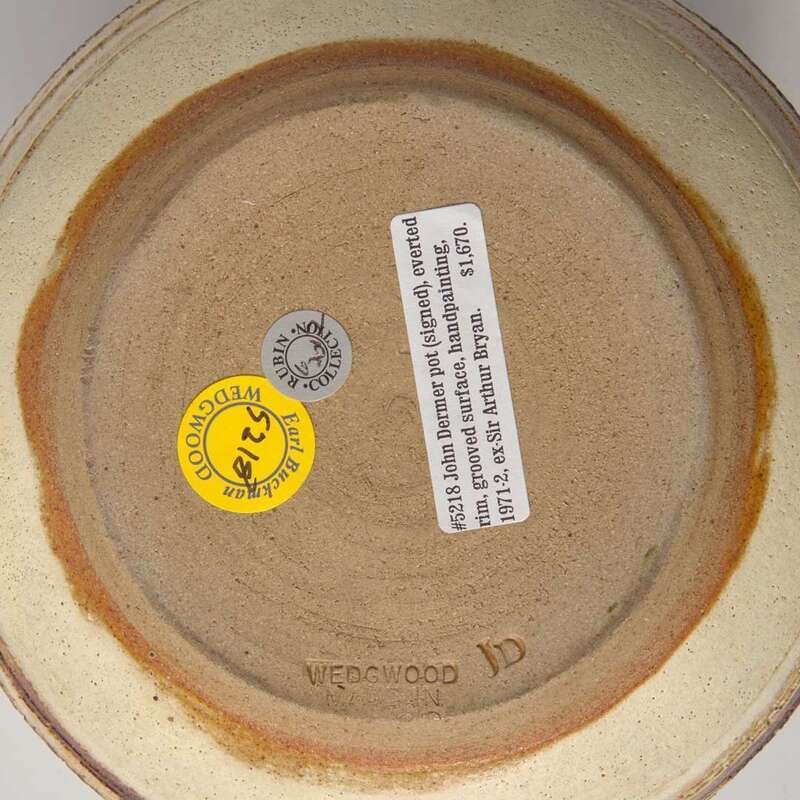 #5218 John Dermer pot (signed), everted
rim, grooved surface, handpainting,
1971-2, ex-Sir Arthur Bryan. $1,670.
• RUBIN •
COLLECTION
WEDGWOOD
5218
Earl Buckman
WEDGWOOD JD
MADE IN